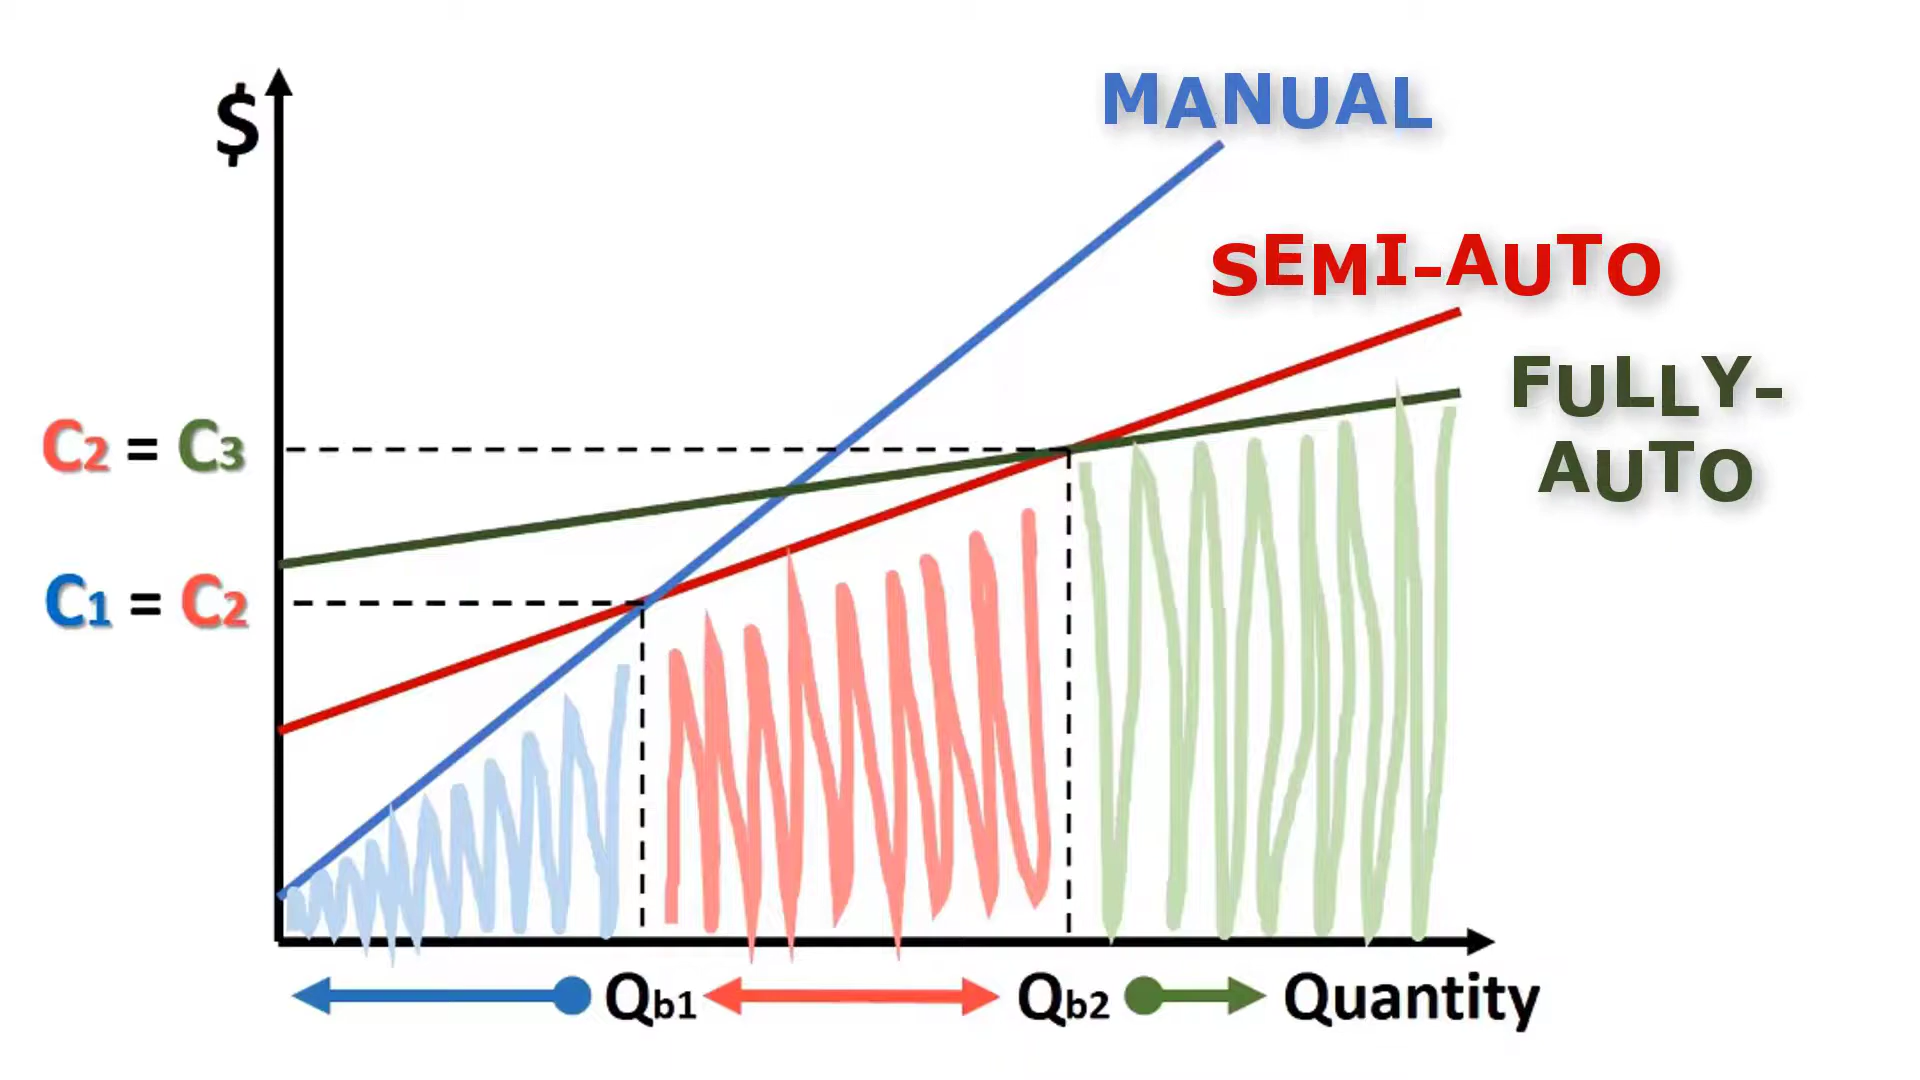 $
MANUAL
SEMI-AUTO
FULLY-
AUTO
C2 = C3
C1 = C2
Qb1
Qb2
Quantity